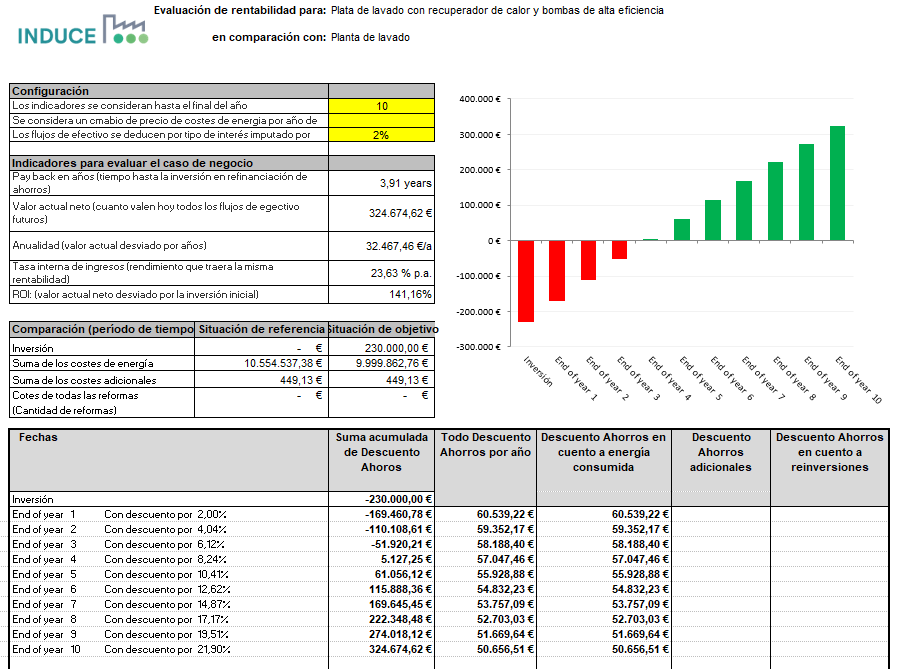 Evaluación de rentabilidad para: Plata de lavado con recuperador de calor y bombas de alta eficiencia
INDUCE
en comparación con: Planta de lavado
Configuración
Los indicadores se consideran hasta el final del año 10
Se considera un cmabio de precio de costes de energia por año de
Los flujos de efectivo se deducen por tipo de interés imputado por 2%
Indicadores para evaluar el caso de negocio
Pay back en años (tiempo hasta la inversión en refinanciación de
ahorros) 3,91 years
Valor actual neto (cuanto valen hoy todos los flujos de egectivo
futuros) 324.674,62 €
Anualidad (valor actual desviado por años) 32.467,46 €/a
Tasa interna de ingresos (rendimiento que traera la misma
rentabilidad) 23,63 % p.a.
ROI: (valor actual neto desviado por la inversión inicial) 141,16%
400.000 €
300.000 €
200.000 €
100.000 €
0 €
-100.000 €
-200.000 €
-300.000 €
Inversión
End of year 1
End of year 2
End of year 3
End of year 4
End of year 5
End of year 6
End of year 7
End of year 8
End of year 9
End of year 10
Comparación (periodo de tiempo Situación de referencia Situación de objetivo
Inversión - € 230.000,00 €
Suma de los costes de energía 10.554.537,38 € 9.999.862,76 €
Suma de los costes adicionales 449,13 € 449,13 €
Cotes de todas las reformas - € - €
(Cantidad de reformas)
Fechas Suma acumulada Todo Descuento Descuento Ahorros en Descuento Descuento Ahorros
de Descuento Ahorros por año cuento a energía Ahorros en cuento a
Ahoros consumida adicionales reinversiones
Inversión -230.000,00 €
End of year 1 Con descuento por 2,00% -169.460,78 € 60.539,22 € 60.539,22 €
End of year 2 Con descuento por 4,04% -110.108,61 € 59.352,17 € 59.352,17 €
End of year 3 Con descuento por 6,12% -51.920,21 € 58.188,40 € 58.188,40 €
End of year 4 Con descuento por 8,24% 5.127,25 € 57.047,46 € 57.047,46 €
End of year 5 Con descuento por 10,41% 61.056,12 € 55.928,88 € 55.928,88 €
End of year 6 Con descuento por 12,62% 115.888,36 € 54.832,23 € 54.832,23 €
End of year 7 Con descuento por 14,87% 169.645,45 € 53.757,09 € 53.757,09 €
End of year 8 Con descuento por 17,17% 222.348,48 € 52.703,03 € 52.703,03 €
End of year 9 Con descuento por 19,51% 274.018,12 € 51.669,64 € 51.669,64 €
End of year 10 Con descuento por 21,90% 324.674,62 € 50.656,51 € 50.656,51 €